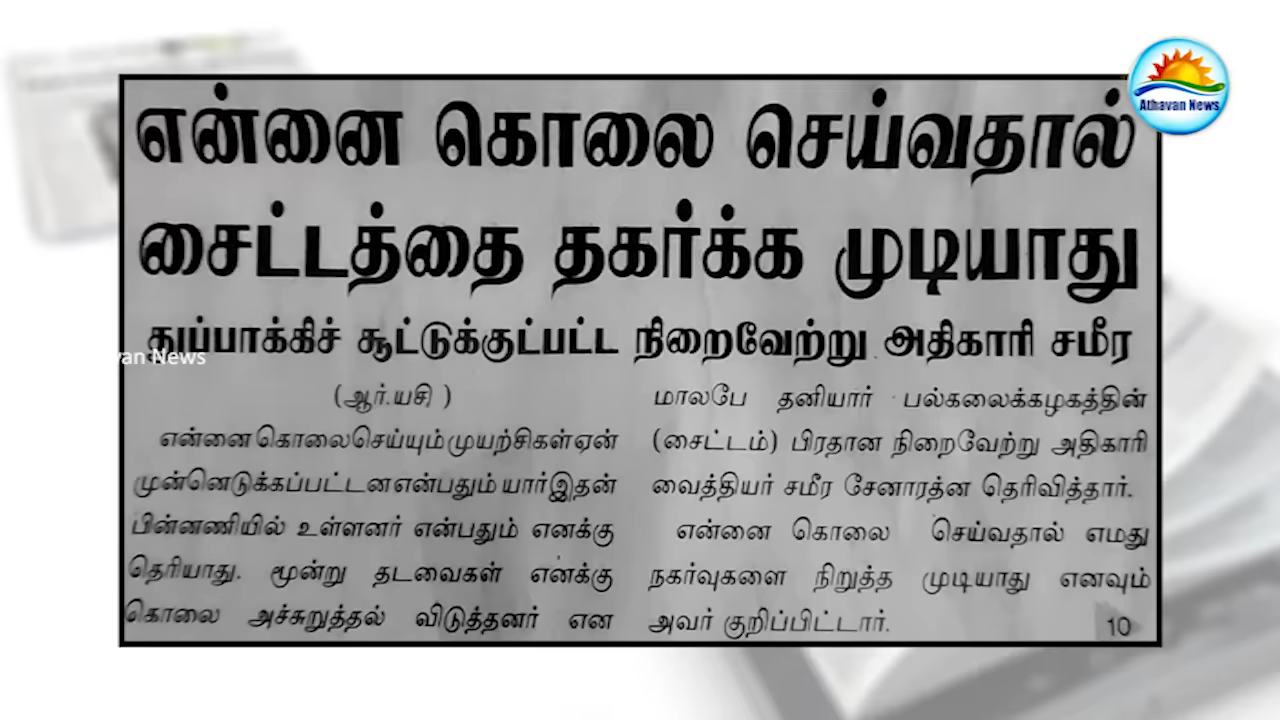 Athavan News
என்னை கொலை செய்வதால்
சைட்டத்தை தகர்க்க முடியாது
துப்பாக்கிச் சூட்டுக்குட்பட்ட நிறைவேற்று அதிகாரி சமீர
van News
(ஆர்.யசி)
என்னை கொலை செய்யும் முயற்சிகள் ஏன்
முன்னெடுக்கப்பட்டன என்பதும் யார் இதன்
பின்னணியில் உள்ளனர் என்பதும் எனக்கு
தெரியாது. மூன்று தடவைகள் எனக்கு
கொலை அச்சுறுத்தல் விடுத்தனர் என
மாலபே தனியார் பல்கலைக்கழகத்தின்
(சைட்டம்) பிரதான நிறைவேற்று அதிகாரி
வைத்தியர் சமீர சேனாரத்ன தெரிவித்தார்.
என்னை கொலை செய்வதால் எமது
நகர்வுகளை நிறுத்த முடியாது எனவும்
அவர் குறிப்பிட்டார்.
10